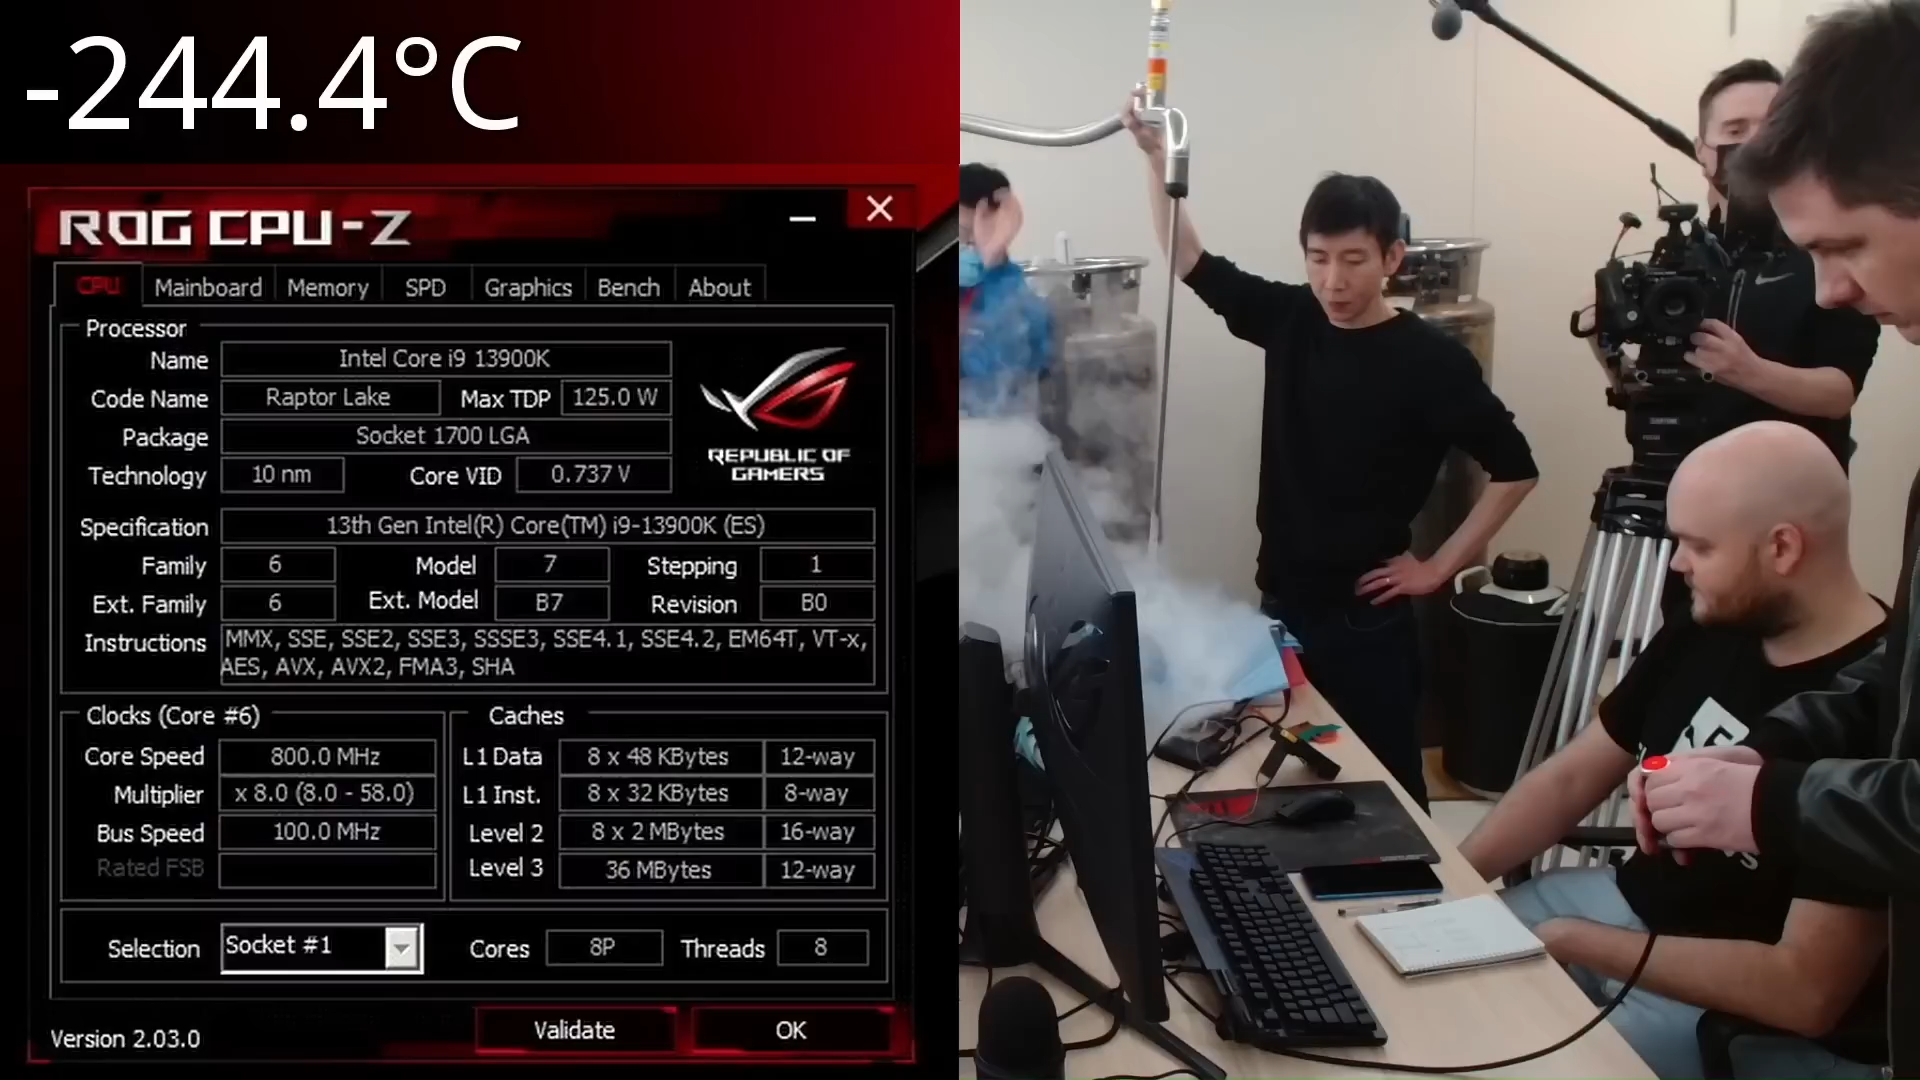 -244.4°C
ROG CPU-Z
CPU Mainboard Memory SPD Graphics Bench About
Processor
Name Intel Core i9 13900K
Code Name Raptor Lake Max TDP 125.0 W
Package Socket 1700 LGA
Technology 10 nm Core VID 0.737 V
REPUBLIC OF
GAMERS
Specification 13th Gen Intel(R) Core(TM) i9-13900K (ES)
Family 6 Model 7 Stepping 1
Ext. Family 6 Ext. Model B7 Revision B0
Instructions MMX, SSE, SSE2, SSE3, SSSE3, SSE4.1, SSE4.2, EM64T, VT-x,
AES, AVX, AVX2, FMA3, SHA
Clocks (Core #6)
Core Speed 800.0 MHz
Multiplier x 8.0 (8.0 - 58.0)
Bus Speed 100.0 MHz
Rated FSB
Caches
L1 Data 8 x 48 KBytes 12-way
L1 Inst. 8 x 32 KBytes 8-way
Level 2 8 x 2 MBytes 16-way
Level 3 36 MBytes 12-way
Selection Socket #1 Cores 8P Threads 8
Version 2.03.0 Validate OK